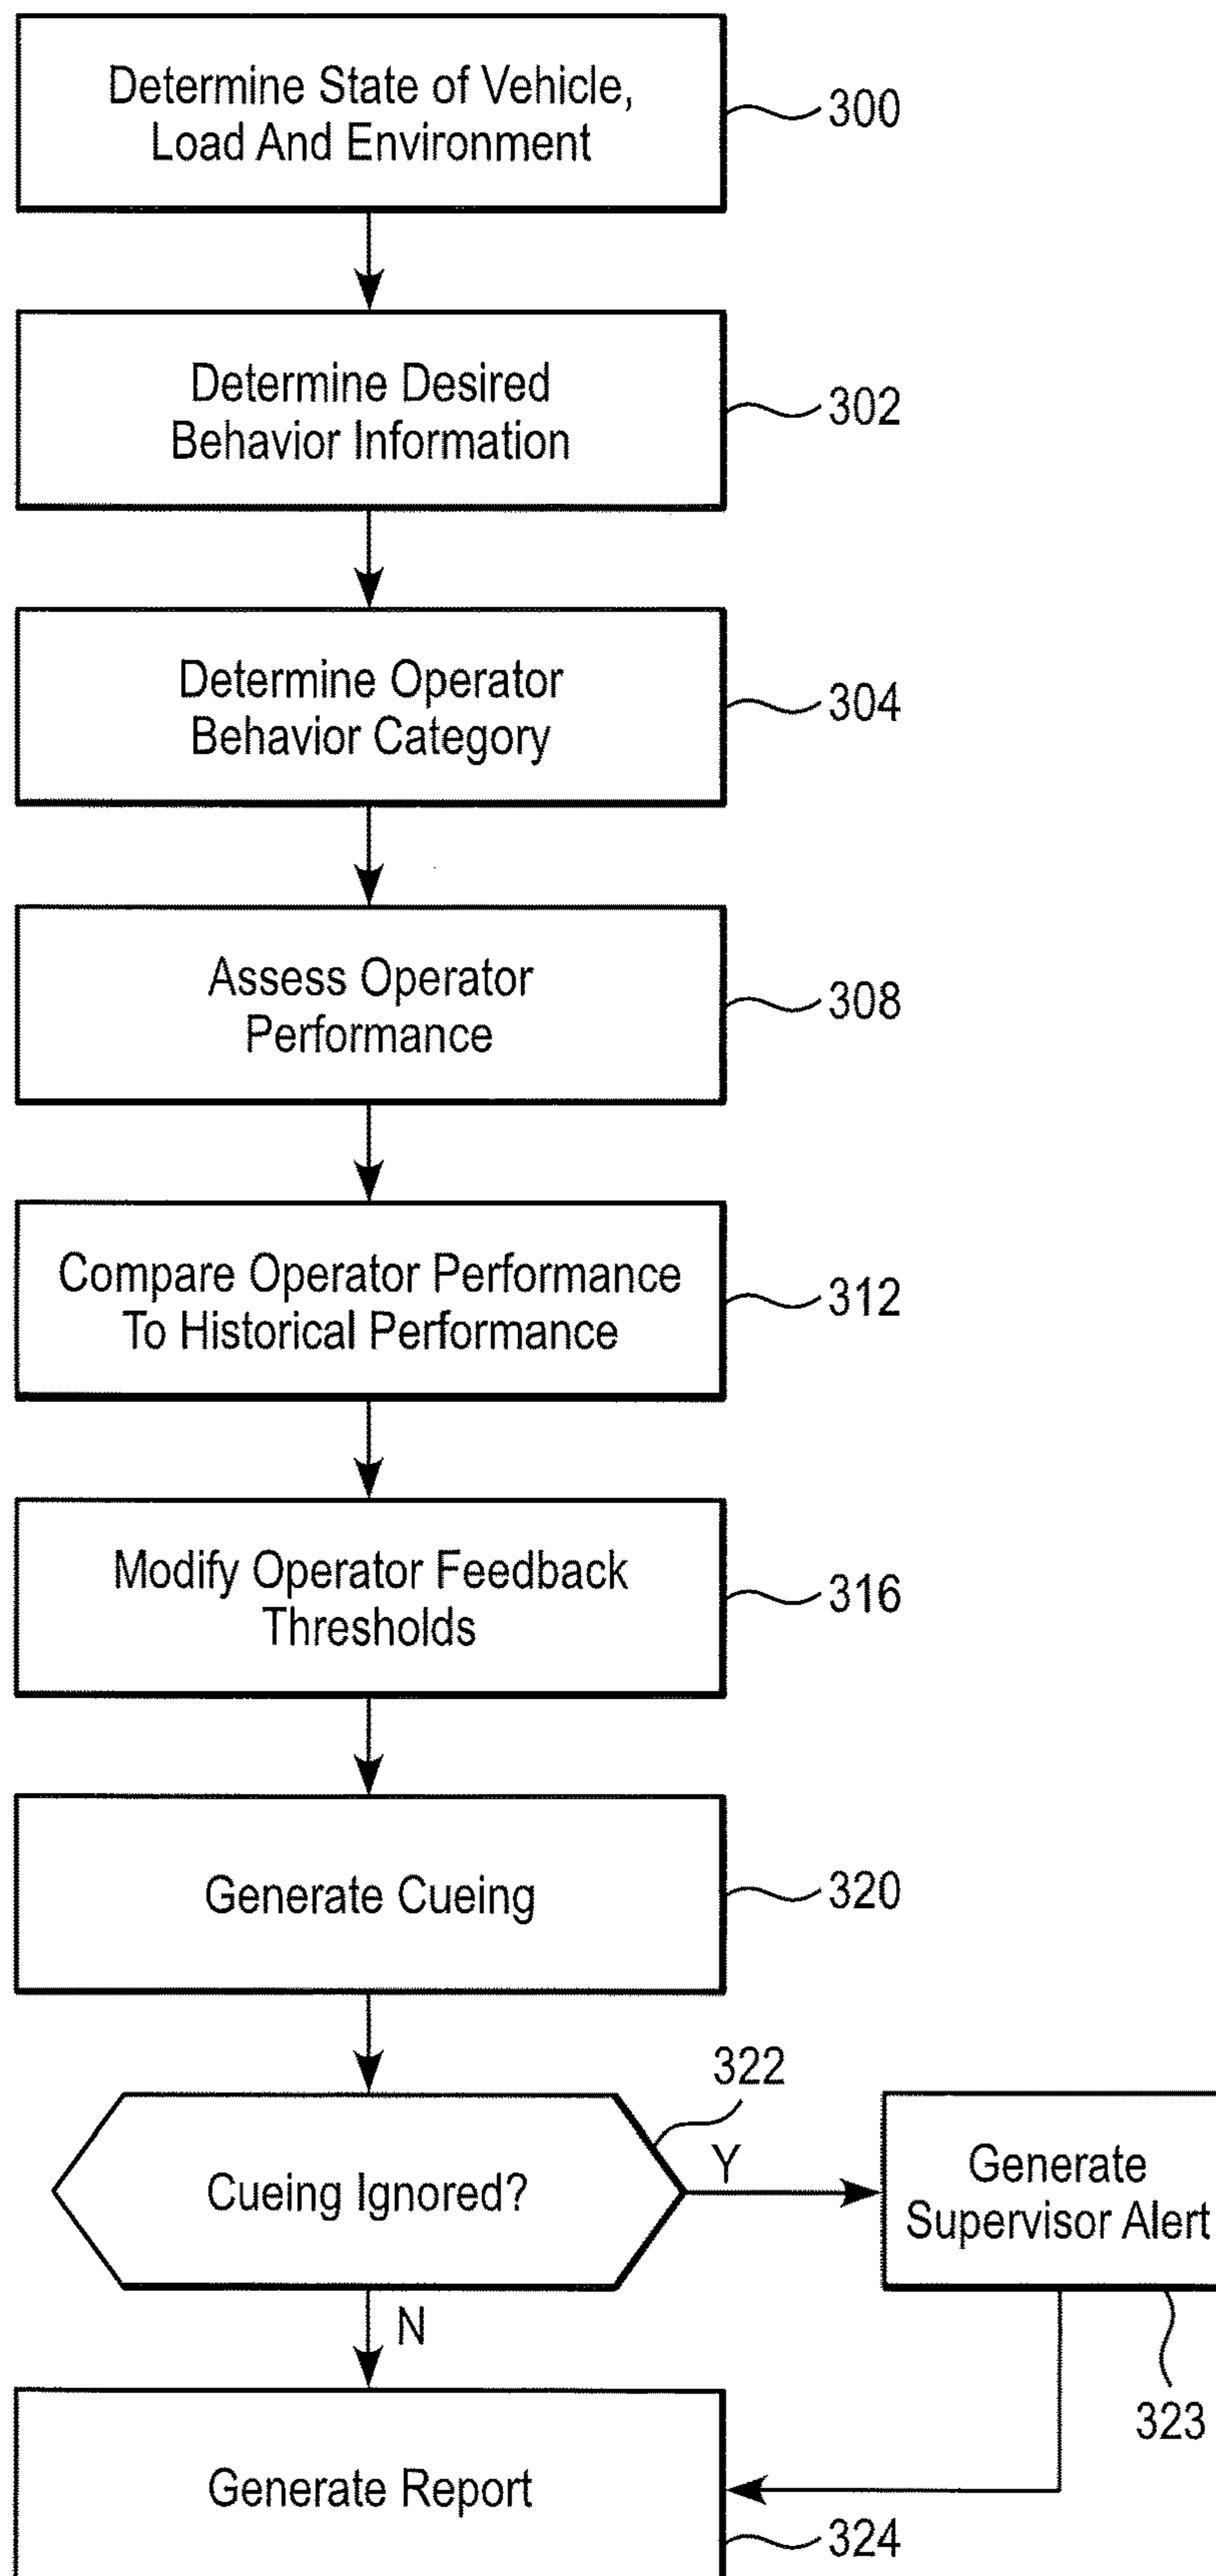 Determine State of Vehicle,
Load And Environment
300
Determine Desired
Behavior Information
302
Determine Operator
Behavior Category
304
Assess Operator
Performance
308
Compare Operator Performance
To Historical Performance
312
Modify Operator Feedback
Thresholds
316
Generate Cueing
320
322
Cueing Ignored?
Y
Generate
Supervisor Alert
323
N
Generate Report
324